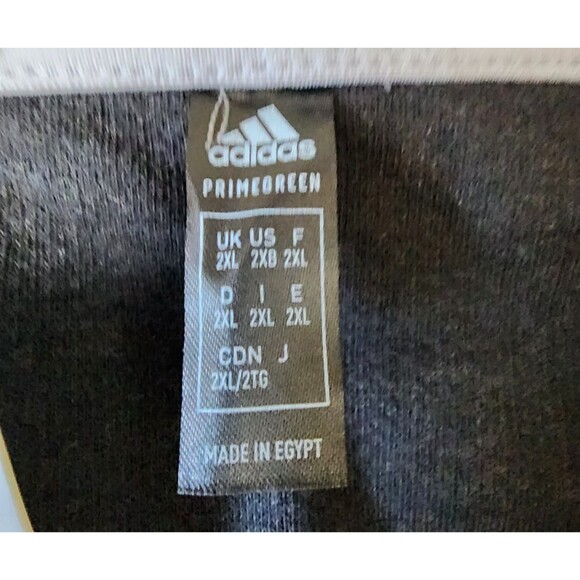 adidas
PRIMEGREEN
UK US F
2XL 2XB 2XL
D I E
2XL 2XL 2XL
CDN J
2XL/2TG
MADE IN EGYPT